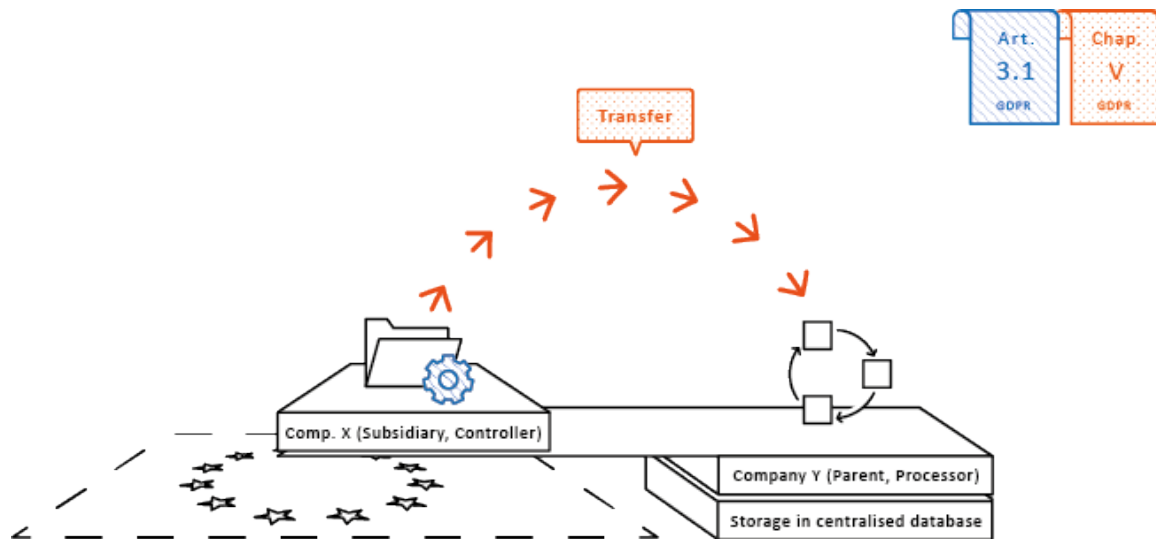 Art.
3.1
GDPR
Chap.
V
GDPR
Transfer
Comp. X (Subsidiary, Controller)
Company Y (Parent, Processor)
Storage in centralised database